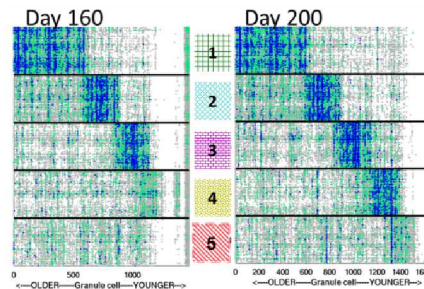 Day 160 Day 200
1
2
3
4
5
0 500 1000
0 200 400 600 800 1000 1200 1400 16
<----OLDER-----Granule cell-----YOUNGER--->
<----OLDER------Granule cell-----YOUNGER--->